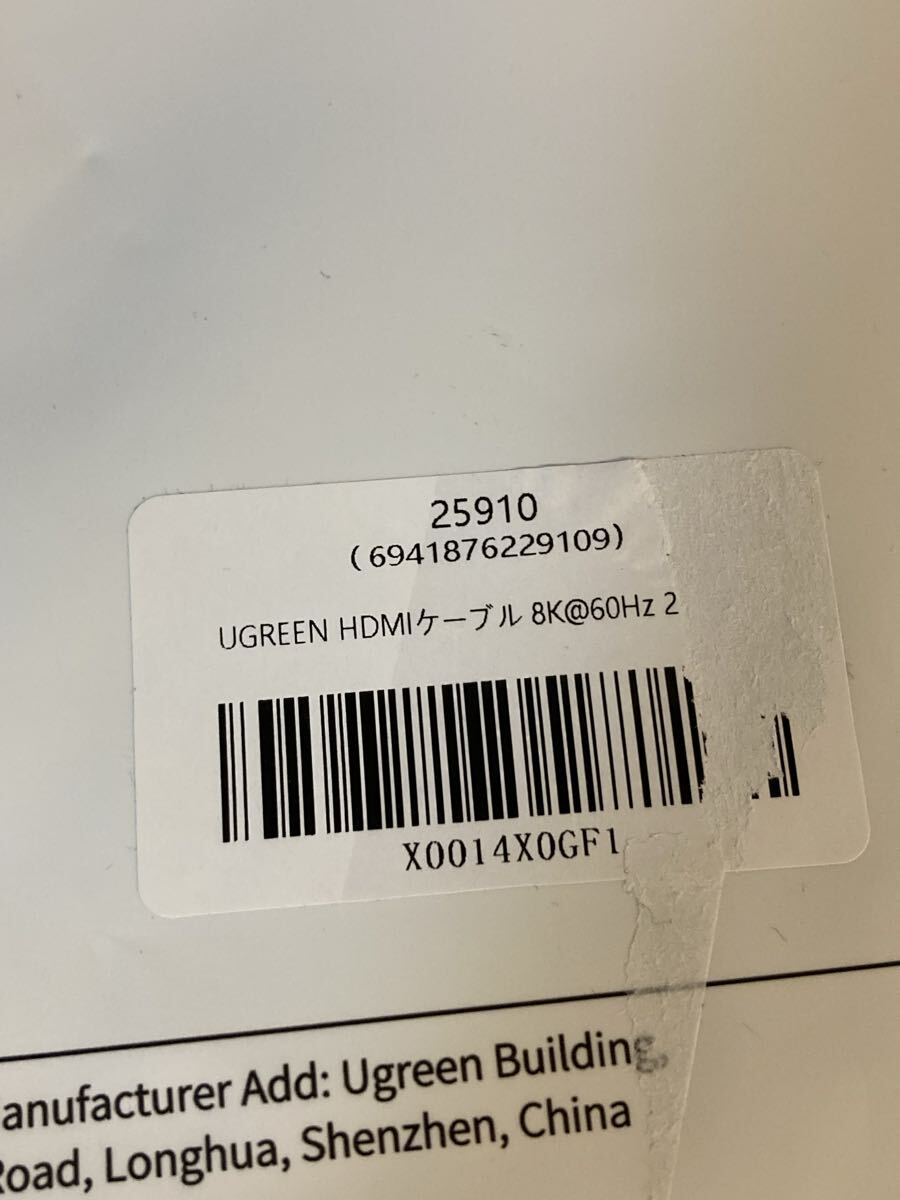 25910
(6941876229109)
UGREEN HDMIケーブル 8K@60Hz 2
X0014X0GF1
anufacturer Add: Ugreen Building,
Road, Longhua, Shenzhen, China